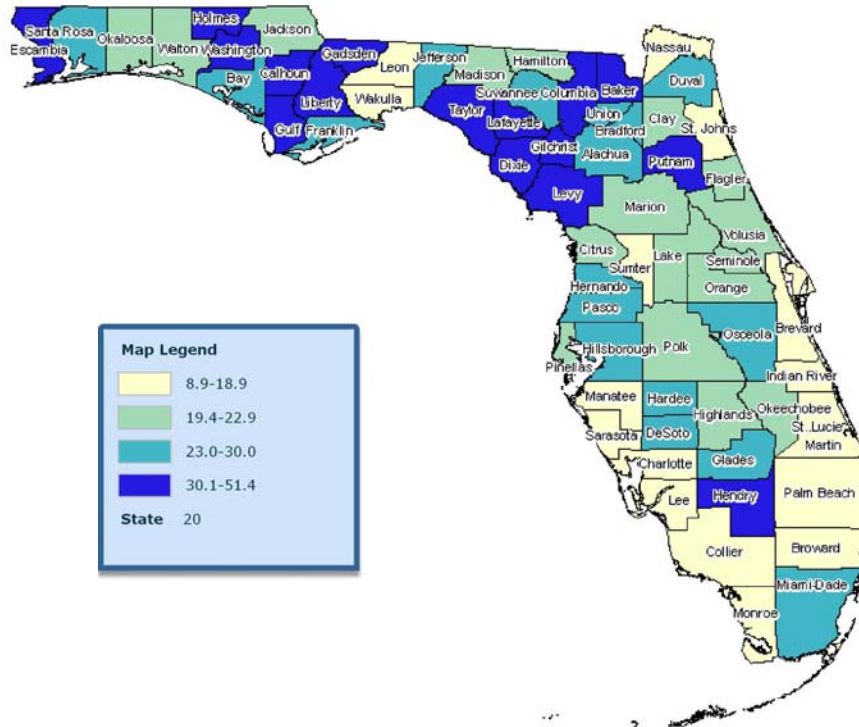 Holmes
Jackson
Santa Rosa
Okaloosa
Walton
Washington
Escambia
Bay
Calhoun
Gadsden
Leon
Jefferson
Madison
Hamilton
Liberty
Wakulla
Gulf
Franklin
Taylor
Suvannee
Columbia
Baker
Nassau
Duval
Lafayette
Union
Bradford
Clay
St. Johns
Gilchrist
Alachua
Putnam
Dixie
Levy
Flagler
Marion
Volusia
Citrus
Lake
Sumter
Seminole
Orange
Hernando
Pasco
Brevard
Osceola
Hillsborough
Polk
Pinellas
Indian River
Manatee
Hardee
Highlands
Okeechobee
St. Lucie
Sarasota
DeSoto
Martin
Charlotte
Glades
Lee
Hendry
Palm Beach
Collier
Broward
Miami-Dade
Monroe
Map Legend
8.9-18.9
19.4-22.9
23.0-30.0
30.1-51.4
State 20